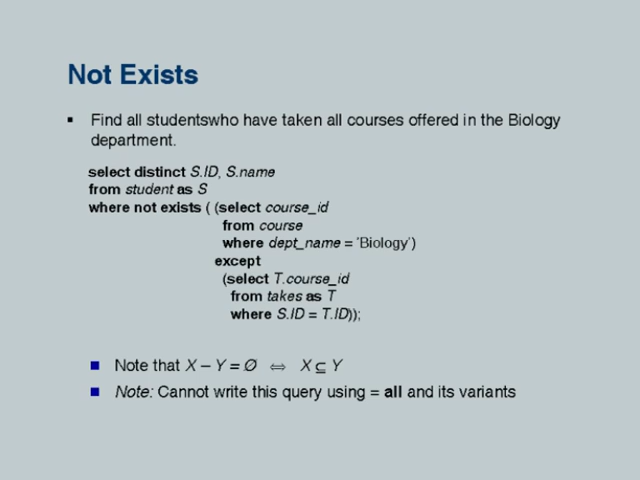 Not Exists
Find all studentswho have taken all courses offered in the Biology
department.
select distinct S.ID, S.name
from student as S
where not exists ( (select course_id
from course
where dept_name = 'Biology')
except
(select T.course_id
from takes as T
where S.ID = T.ID));
Note that X – Y = Ø ⇔ X ⊆ Y
Note: Cannot write this query using = all and its variants